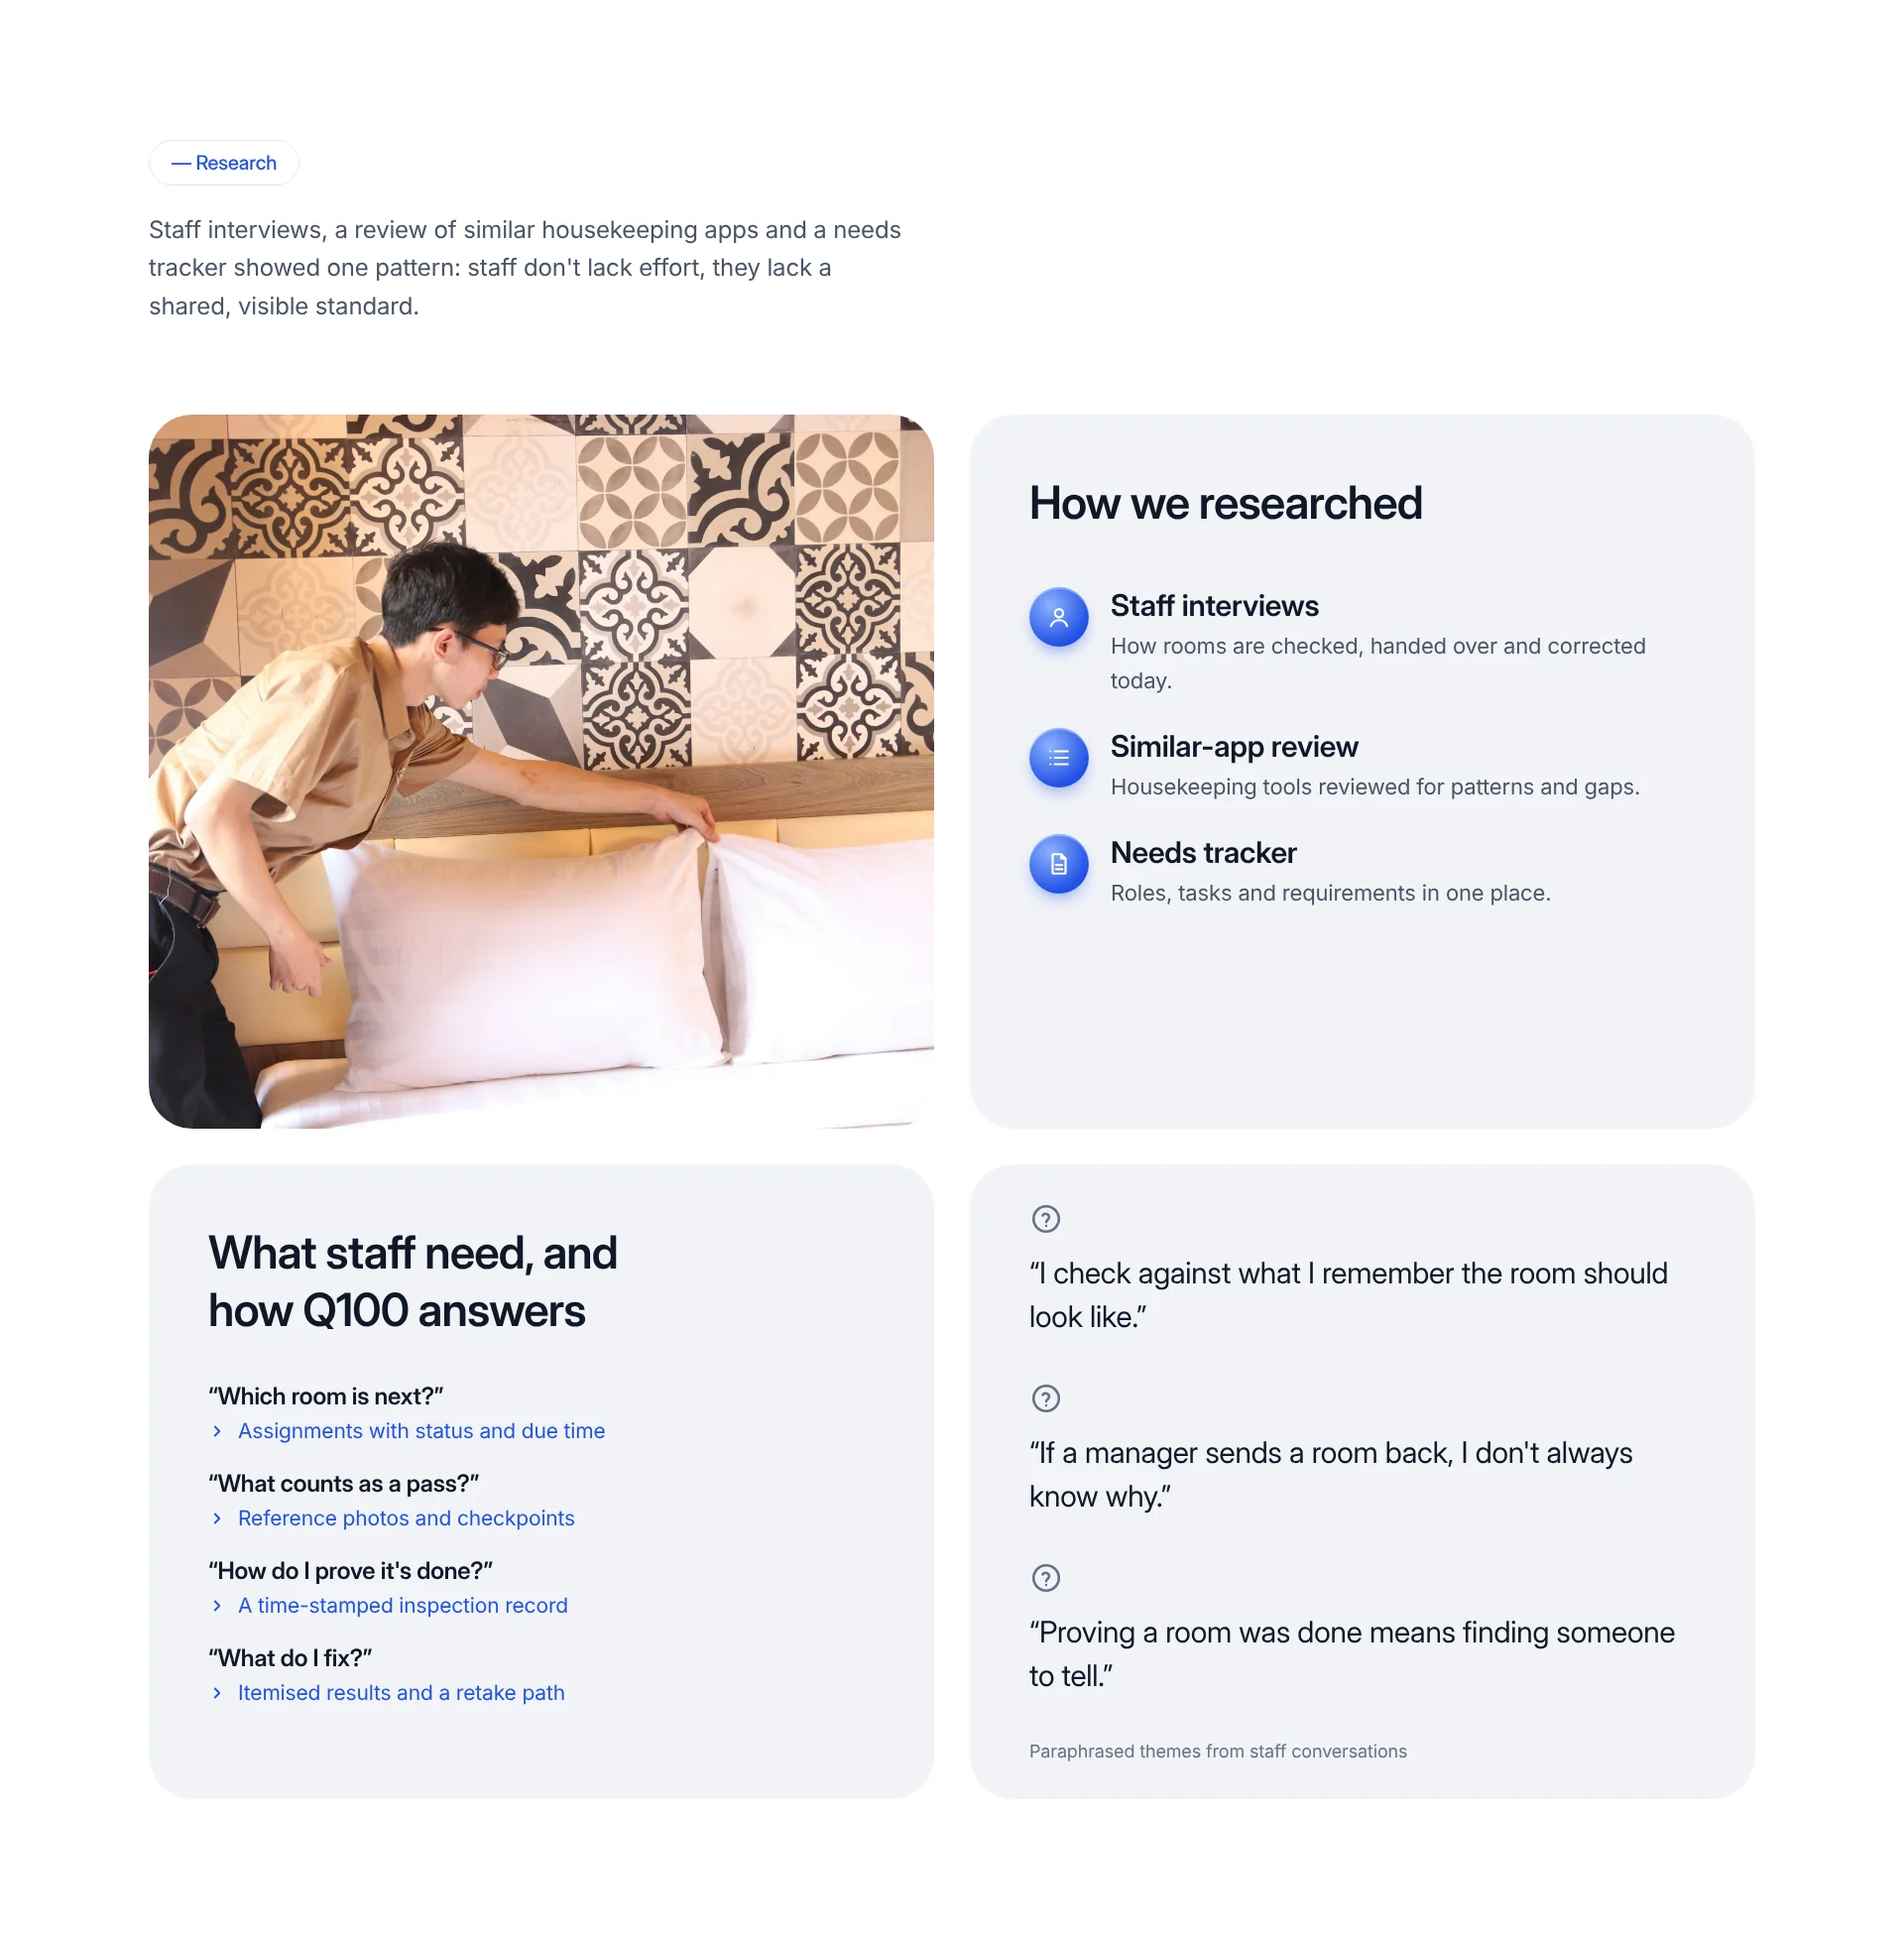 — Research
Staff interviews, a review of similar housekeeping apps and a needs
tracker showed one pattern: staff don't lack effort, they lack a
shared, visible standard.
How we researched
Staff interviews
How rooms are checked, handed over and corrected
today.
Similar-app review
Housekeeping tools reviewed for patterns and gaps.
Needs tracker
Roles, tasks and requirements in one place.
What staff need, and
how Q100 answers
“Which room is next?”
Assignments with status and due time
“What counts as a pass?”
Reference photos and checkpoints
“How do I prove it's done?”
A time-stamped inspection record
“What do I fix?”
Itemised results and a retake path
“I check against what I remember the room should
look like.”
“If a manager sends a room back, I don't always
know why.”
“Proving a room was done means finding someone
to tell.”
Paraphrased themes from staff conversations